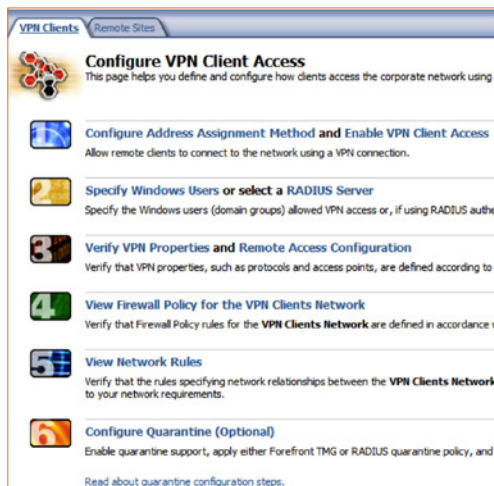 VPN Clients Remote Sites
Configure VPN Client Access
This page helps you define and configure how clients access the corporate network using
1
Configure Address Assignment Method and Enable VPN Client Access
Allow remote clients to connect to the network using a VPN connection.
2
Specify Windows Users or select a RADIUS Server
Specify the Windows users (domain groups) allowed VPN access or, if using RADIUS authe
3
Verify VPN Properties and Remote Access Configuration
Verify that VPN properties, such as protocols and access points, are defined according to
4
View Firewall Policy for the VPN Clients Network
Verify that Firewall Policy rules for the VPN Clients Network are defined in accordance
5
View Network Rules
Verify that the rules specifying network relationships between the VPN Clients Network
to your network requirements.
6
Configure Quarantine (Optional)
Enable quarantine support, apply either Forefront TMG or RADIUS quarantine policy, and
Read about quarantine configuration steps.